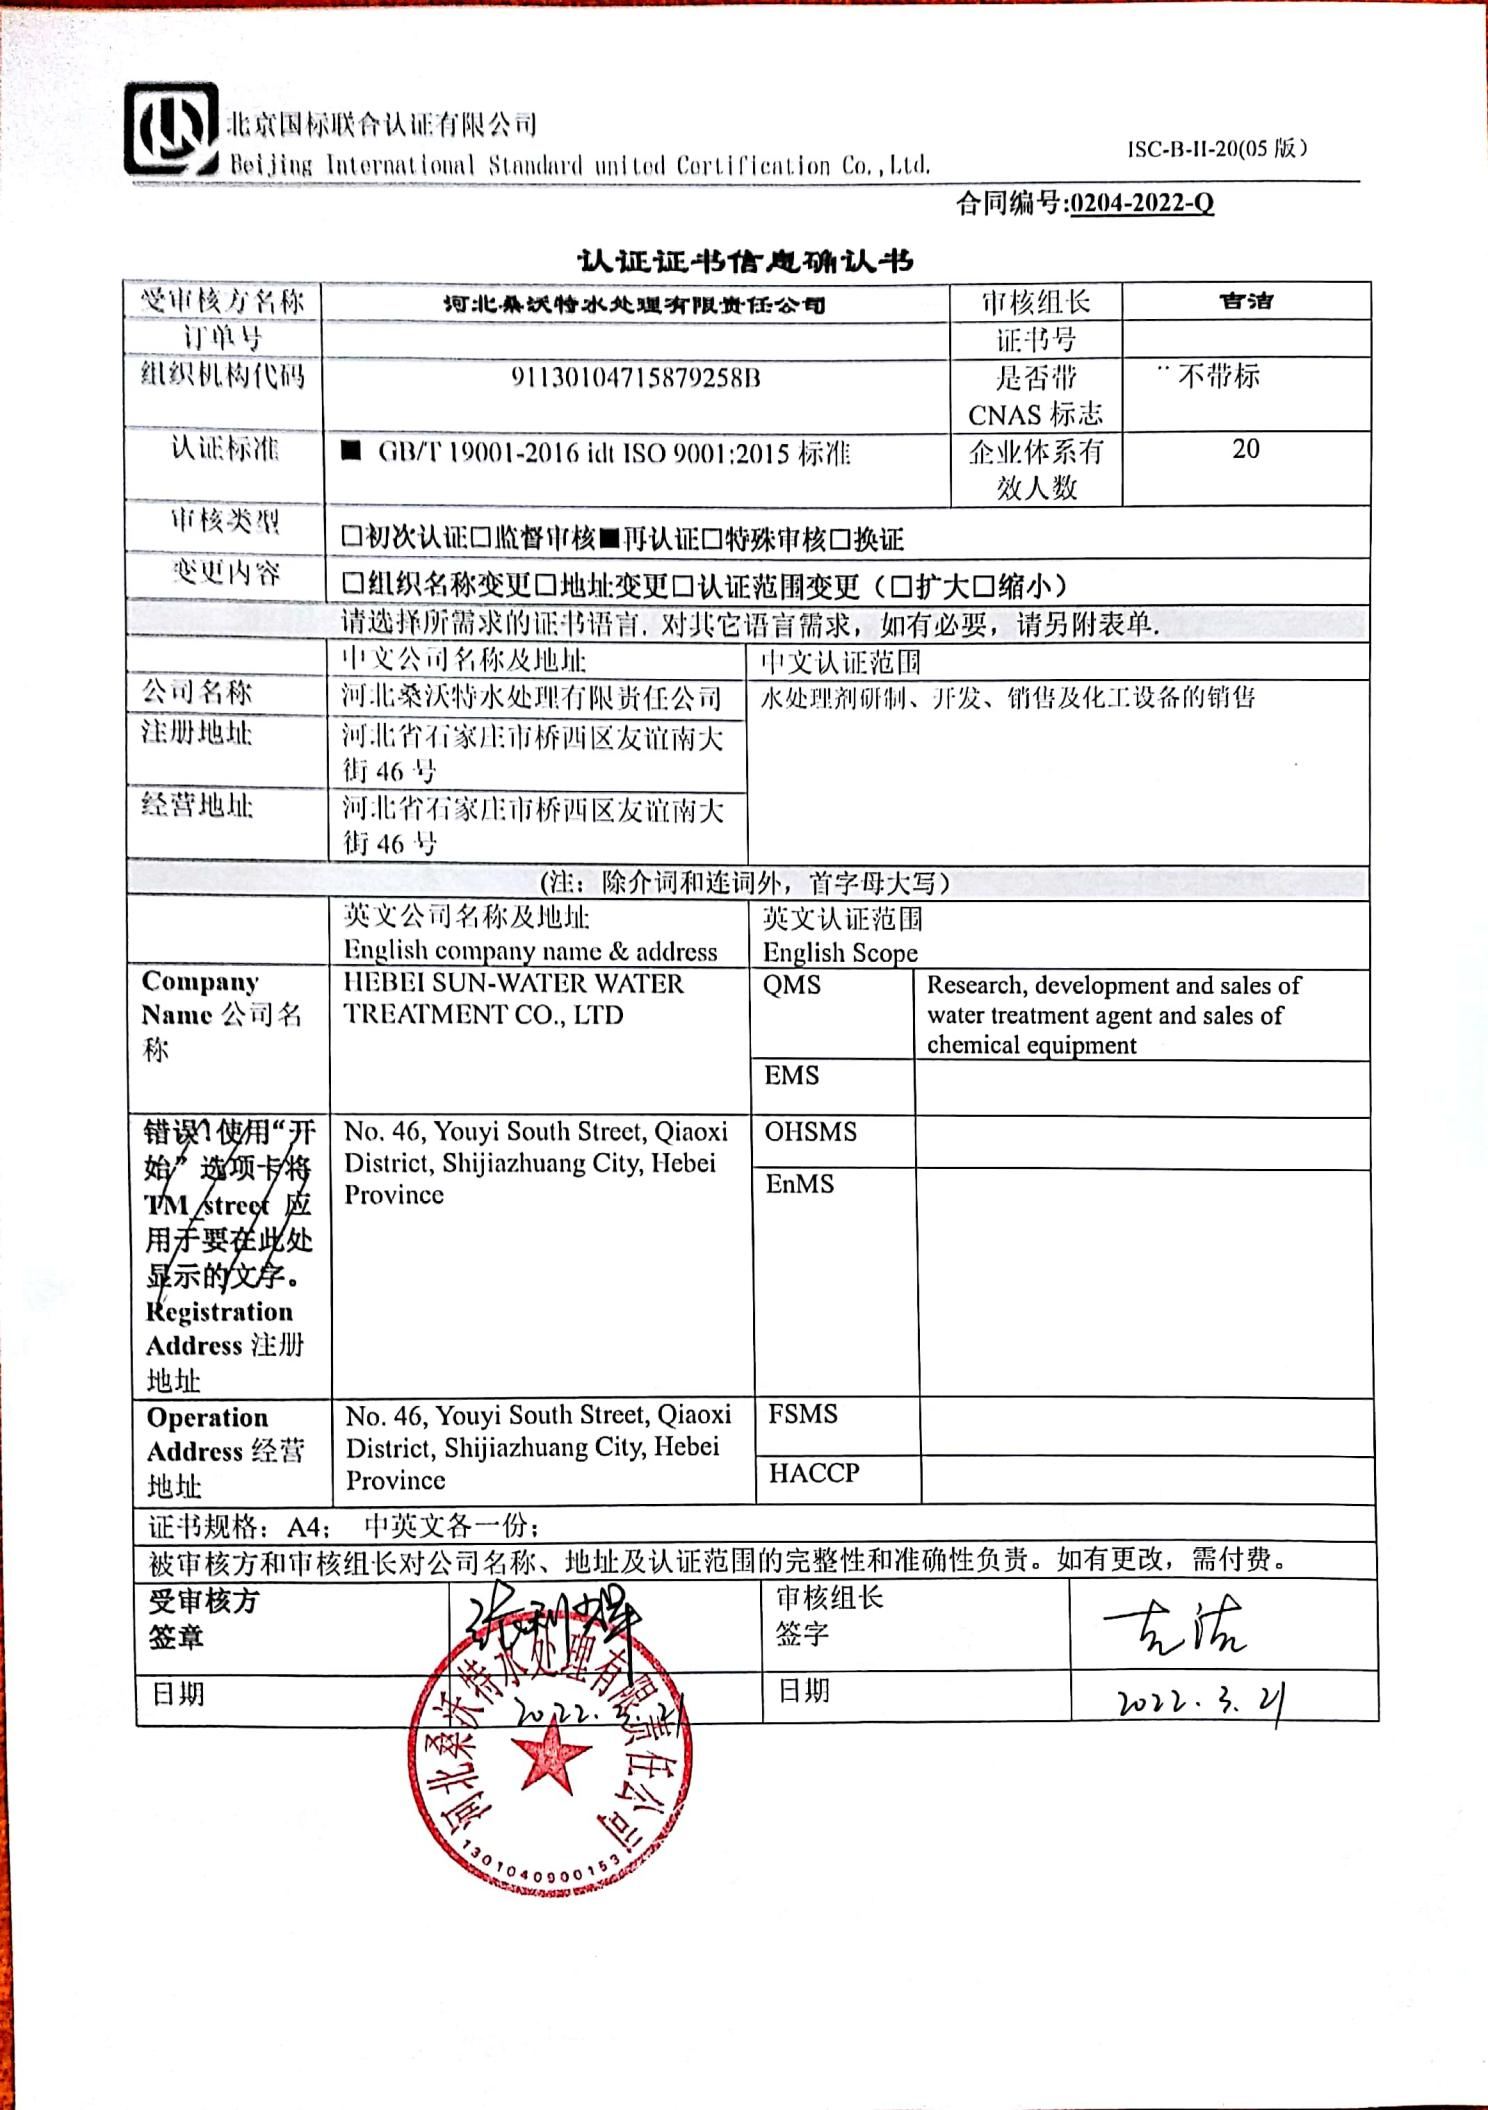 北京国标联合认证有限公司
Beijing International Standard united Certification Co.,Ltd.
ISC-B-II-20(05版)
合同编号:0204-2022-Q
认证证书信息确认书
受审核方名称 河北桑沃特水处理有限责任公司 审核组长 吉洁
订单号 证书号
组织机构代码 91130104715879258B 是否带
CNAS 标志 ¨ 不带标
认证标准 ■ GB/T 19001-2016 idt ISO 9001:2015 标准 企业体系有
效人数 20
审核类型 □初次认证□监督审核■再认证□特殊审核□换证
变更内容 □组织名称变更□地址变更□认证范围变更（□扩大□缩小）
请选择所需求的证书语言. 对其它语言需求，如有必要，请另附表单.
中文公司名称及地址 中文认证范围
公司名称 河北桑沃特水处理有限责任公司 水处理剂研制、开发、销售及化工设备的销售
注册地址 河北省石家庄市桥西区友谊南大
街 46 号
经营地址 河北省石家庄市桥西区友谊南大
街 46 号
(注：除介词和连词外，首字母大写）
英文公司名称及地址 英文认证范围
English company name & address English Scope
Company
Name 公司名
称
HEBEI SUN-WATER WATER
TREATMENT CO., LTD
QMS
Research, development and sales of
water treatment agent and sales of
chemical equipment
EMS
错误!使用“开
始”选项卡将
TM_street 应
用于要在此处
显示的文字。
Registration
Address 注册
地址
No. 46, Youyi South Street, Qiaoxi
District, Shijiazhuang City, Hebei
Province
OHSMS
EnMS
Operation
Address 经营
地址
No. 46, Youyi South Street, Qiaoxi
District, Shijiazhuang City, Hebei
Province
FSMS
HACCP
证书规格：A4； 中英文各一份；
被审核方和审核组长对公司名称、地址及认证范围的完整性和准确性负责。如有更改，需付费。
受审核方
签章
审核组长
签字
吉洁
日期 2022.3.21 日期 2022.3.21
河北桑沃特水处理有限责任公司
1301040900153